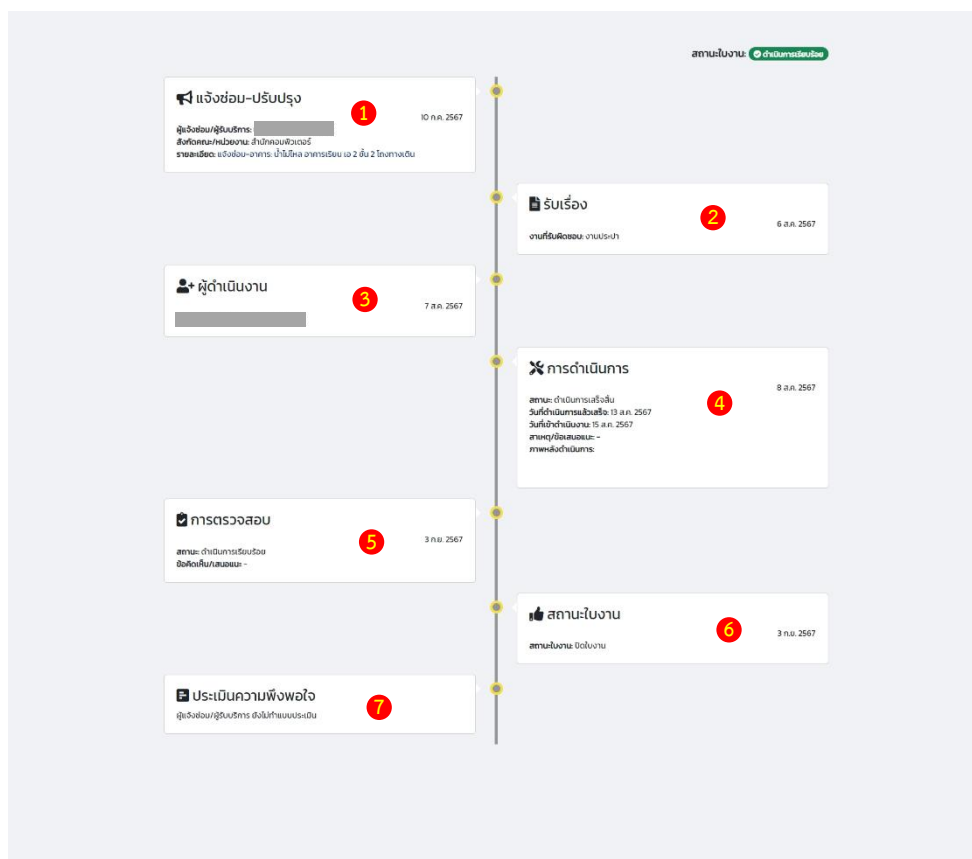 สถานะใบงาน: ดำเนินการเรียบร้อย
แจ้งซ่อม-ปรับปรุง
1
10 ก.ค. 2567
ผู้แจ้งซ่อม/ผู้รับบริการ:
สังกัดคณะ/หน่วยงาน: สำนักคอมพิวเตอร์
รายละเอียด: แจ้งซ่อม-อาคาร: น้ำไม่ไหล อาคารเรียน เอ 2 ชั้น 2 โถงทางเดิน
รับเรื่อง
2
6 ส.ค. 2567
งานที่รับผิดชอบ: งานประปา
ผู้ดำเนินงาน
3
7 ส.ค. 2567
การดำเนินการ
8 ส.ค. 2567
4
สถานะ: ดำเนินการเสร็จสิ้น
วันที่ดำเนินการแล้วเสร็จ: 13 ส.ค. 2567
วันที่เข้าดำเนินงาน: 15 ส.ค. 2567
สาเหตุ/ข้อเสนอแนะ: -
ภาพหลังดำเนินการ:
การตรวจสอบ
5
3 ก.ย. 2567
สถานะ: ดำเนินการเรียบร้อย
ข้อคิดเห็น/เสนอแนะ: -
สถานะใบงาน
6
3 ก.ย. 2567
สถานะใบงาน: ปิดใบงาน
ประเมินความพึงพอใจ
7
ผู้แจ้งซ่อม/ผู้รับบริการ ยังไม่ทำแบบประเมิน